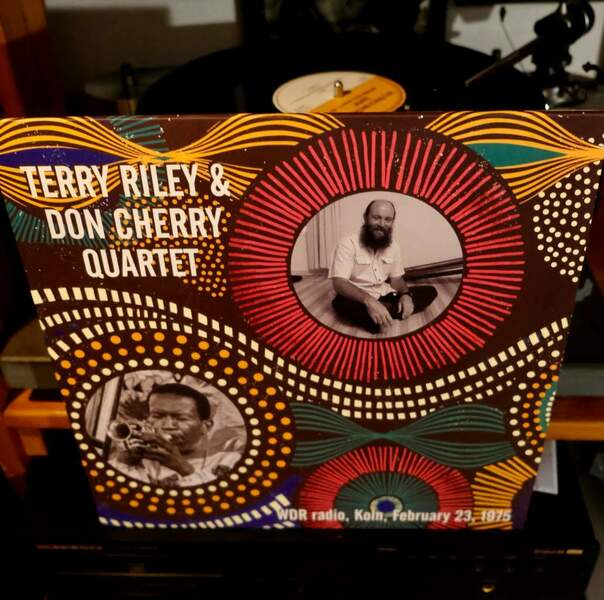 TERRY RILEY &
DON CHERRY
QUARTET
WDR radio, Koln, February 23, 1975